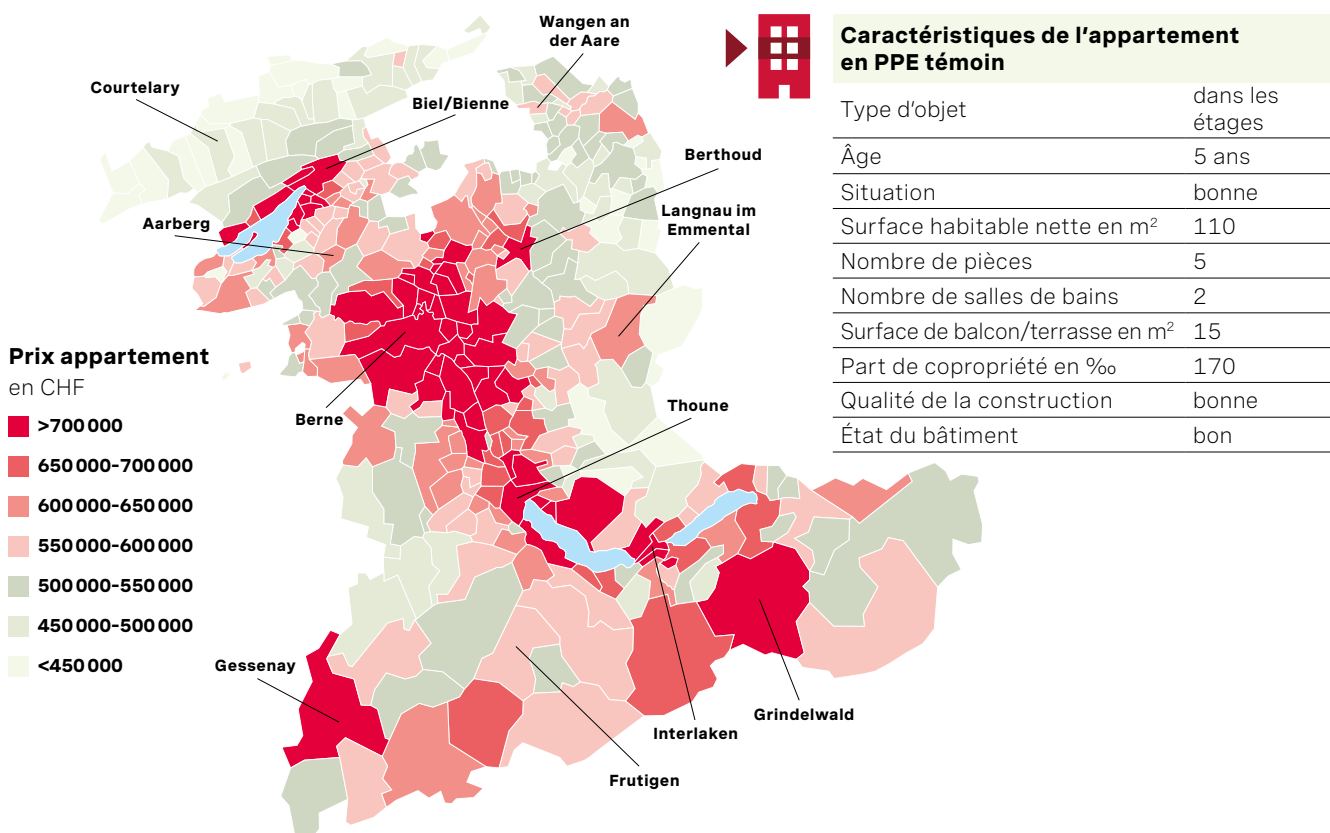 Wangen an
der Aare
Courtelary
Biel/Bienne
Berthoud
Langnau im
Emmental
Aarberg
Berne
Thoune
Gessenay
Grindelwald
Interlaken
Frutigen
Prix appartement
en CHF
>700 000
650 000-700 000
600 000-650 000
550 000-600 000
500 000-550 000
450 000-500 000
<450 000
Caractéristiques de l'appartement
en PPE témoin
Type d'objet dans les
étages
Âge 5 ans
Situation bonne
Surface habitable nette en m² 110
Nombre de pièces 5
Nombre de salles de bains 2
Surface de balcon/terrasse en m² 15
Part de copropriété en ‰ 170
Qualité de la construction bonne
État du bâtiment bon